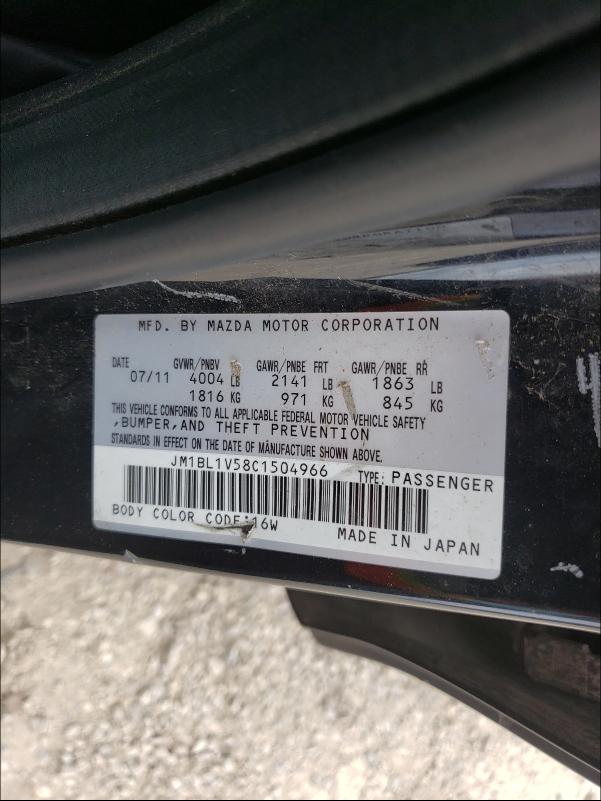 MFD. BY MAZDA MOTOR CORPORATION
DATE GVWR/PNBV GAWR/PNBE FRT GAWR/PNBE RR
07/11 4004 LB 2141 LB 1863 LB
1816 KG 971 KG 845 KG
THIS VEHICLE CONFORMS TO ALL APPLICABLE FEDERAL MOTOR VEHICLE SAFETY
,BUMPER,AND THEFT PREVENTION
STANDARDS IN EFFECT ON THE DATE OF MANUFACTURE SHOWN ABOVE.
JM1BL1V58C1504966 TYPE: PASSENGER
BODY COLOR CODE:16W
MADE IN JAPAN